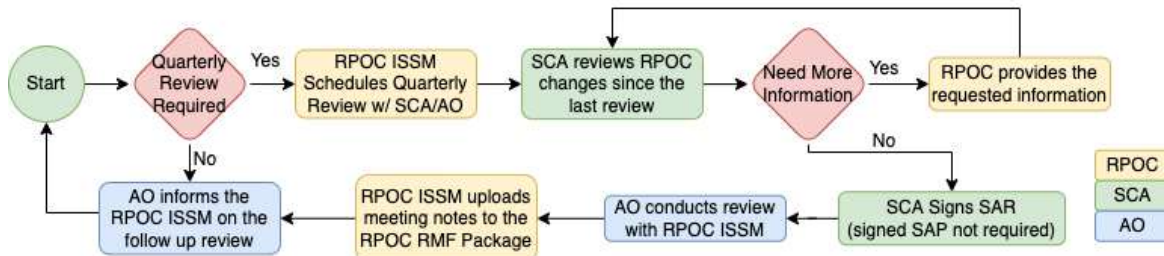 Start
Quarterly
Review
Required
Yes
RPOC ISSM
Schedules Quarterly
Review w/ SCA/AO
SCA reviews RPOC
changes since the
last review
Need More
Information
Yes
RPOC provides the
requested information
No
No
AO informs the
RPOC ISSM on the
follow up review
RPOC ISSM uploads
meeting notes to the
RPOC RMF Package
AO conducts review
with RPOC ISSM
SCA Signs SAR
(signed SAP not required)
RPOC
SCA
AO